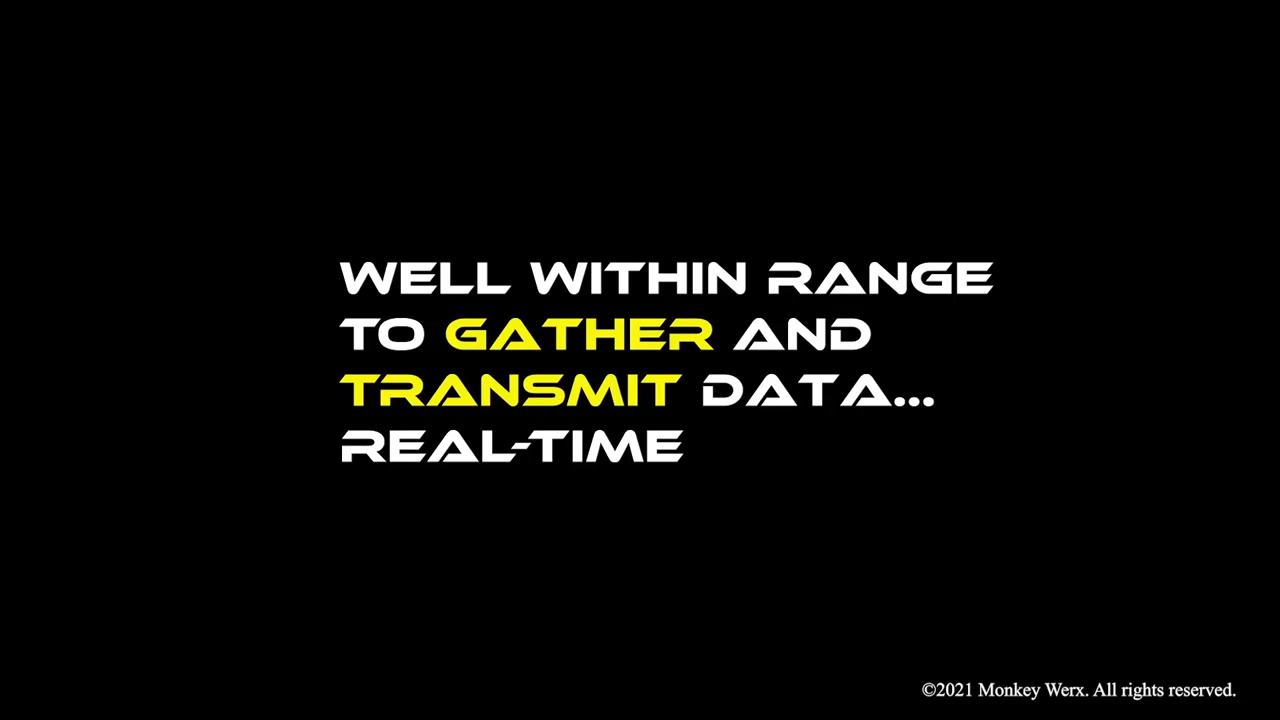 WELL WITHIN RANGE
TO GATHER AND
TRANSMIT DATA...
REAL-TIME
©2021 Monkey Werx. All rights reserved.